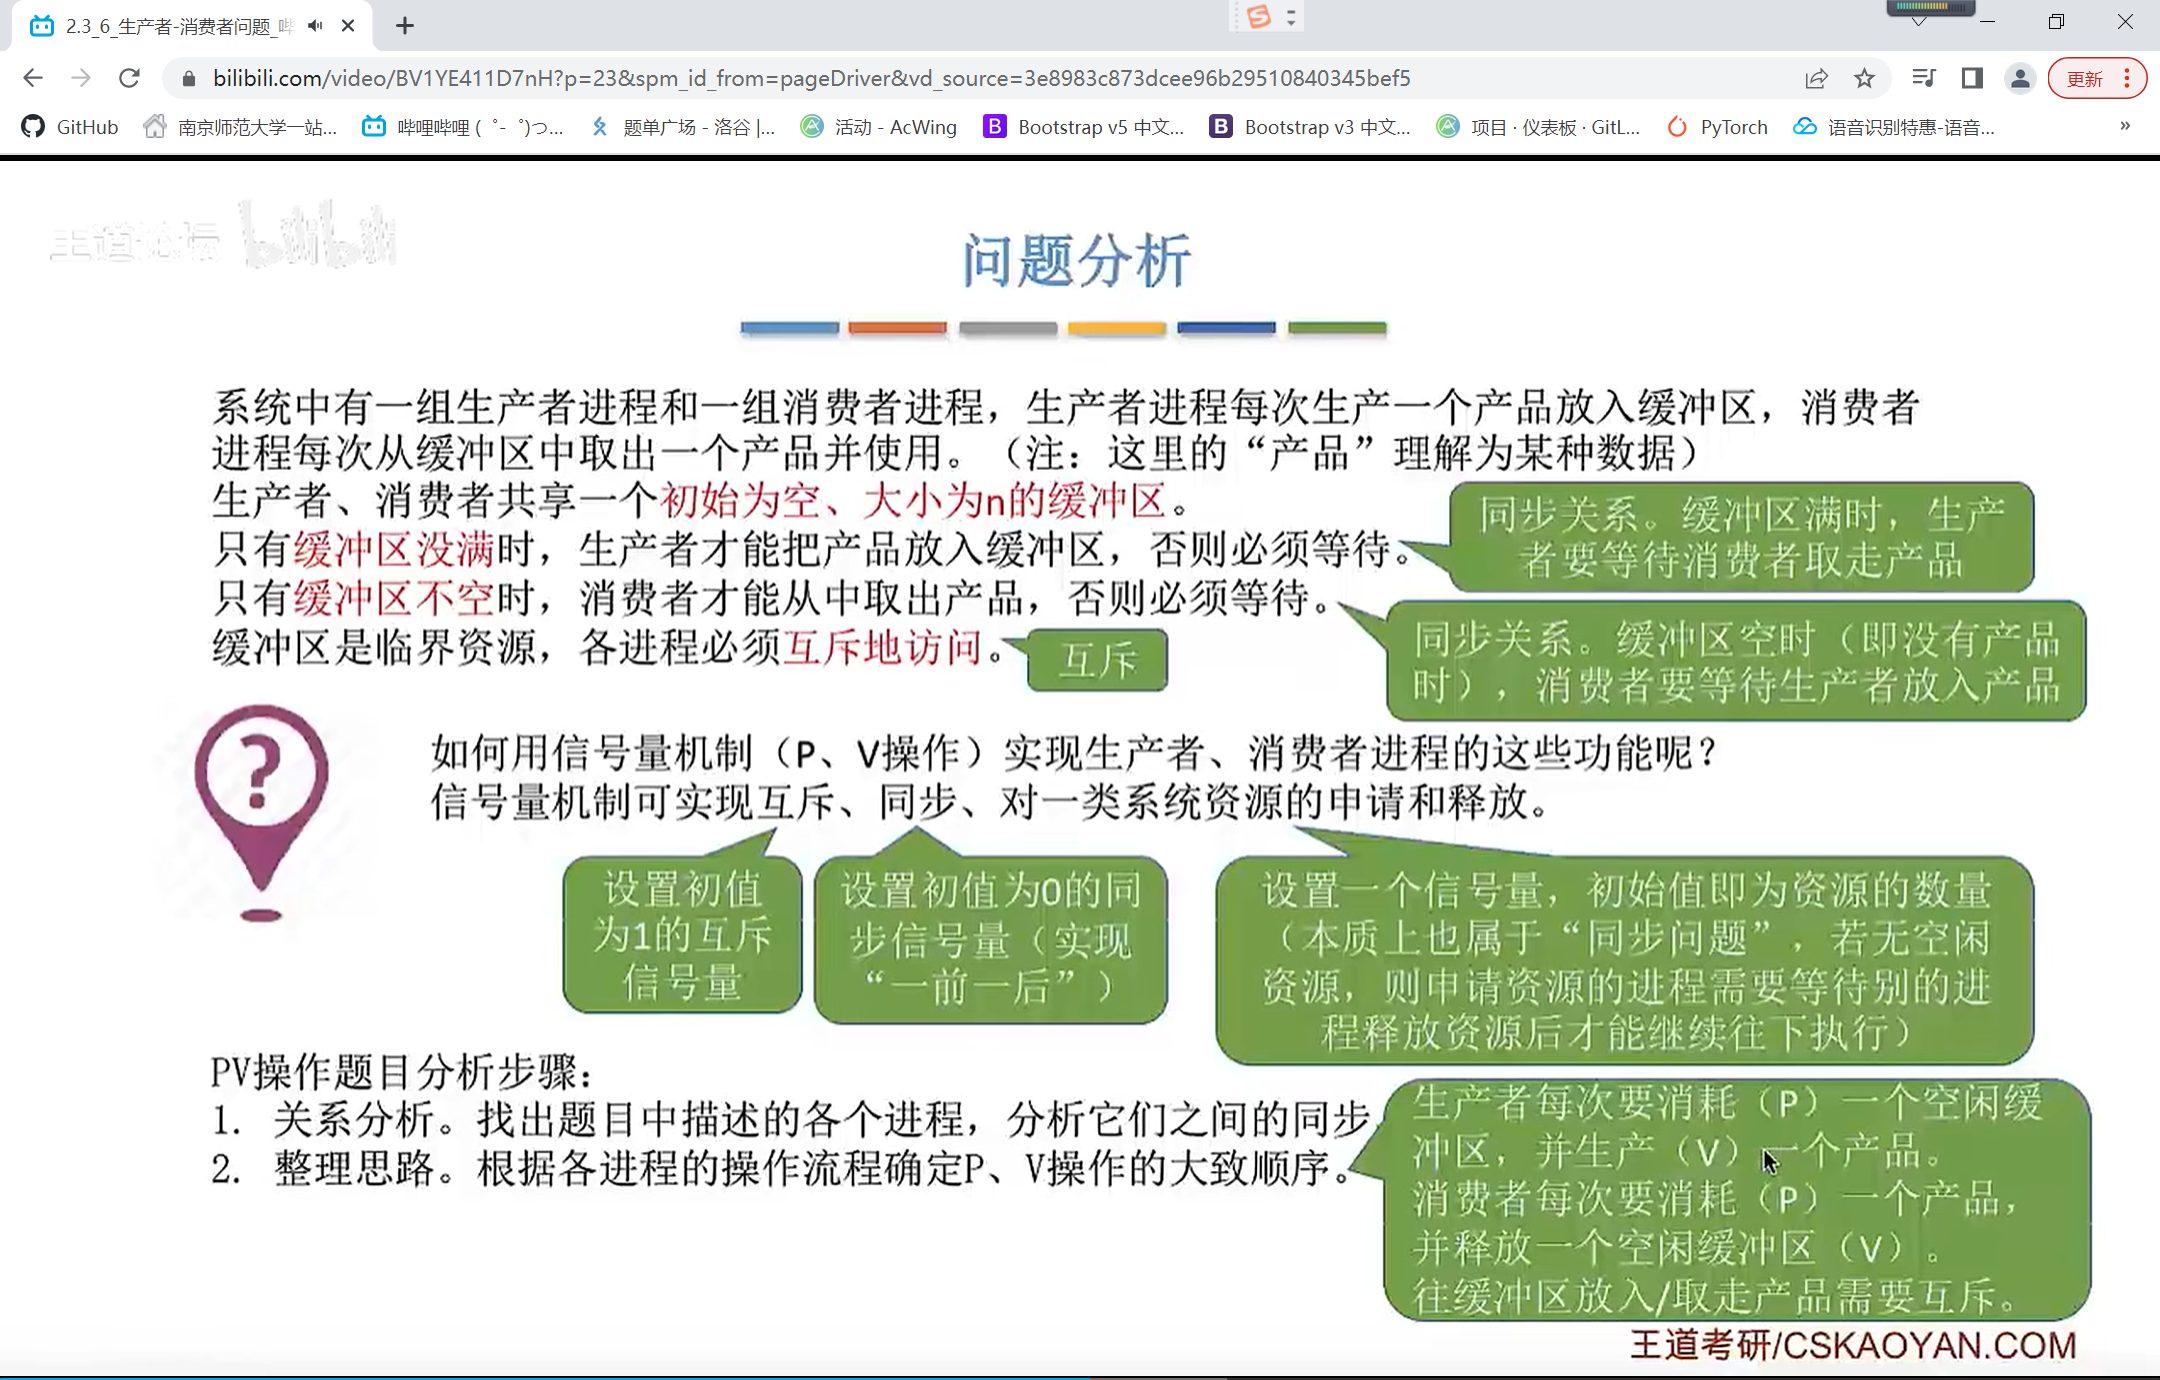 2.3_6_生产者-消费者问题_哔
bilibili.com/video/BV1YE411D7nH?p=23&spm_id_from=pageDriver&vd_source=3e8983c873dcee96b29510840345bef5
更新
GitHub
南京师范大学一站...
哔哩哔哩 (゜-゜)つ...
题单广场 - 洛谷 |...
活动 - AcWing
Bootstrap v5 中文...
Bootstrap v3 中文...
项目 · 仪表板 · GitL...
PyTorch
语音识别特惠-语音...
»
王道论坛 bilibili
问题分析
系统中有一组生产者进程和一组消费者进程，生产者进程每次生产一个产品放入缓冲区，消费者
进程每次从缓冲区中取出一个产品并使用。（注：这里的“产品”理解为某种数据）
生产者、消费者共享一个初始为空、大小为n的缓冲区。
只有缓冲区没满时，生产者才能把产品放入缓冲区，否则必须等待。
同步关系。缓冲区满时，生产
者要等待消费者取走产品
只有缓冲区不空时，消费者才能从中取出产品，否则必须等待。
同步关系。缓冲区空时（即没有产品
时），消费者要等待生产者放入产品
缓冲区是临界资源，各进程必须互斥地访问。
互斥
?
如何用信号量机制（P、V操作）实现生产者、消费者进程的这些功能呢？
信号量机制可实现互斥、同步、对一类系统资源的申请和释放。
设置初值
为1的互斥
信号量
设置初值为0的同
步信号量（实现
“一前一后”）
设置一个信号量，初始值即为资源的数量
（本质上也属于“同步问题”，若无空闲
资源，则申请资源的进程需要等待别的进
程释放资源后才能继续往下执行）
PV操作题目分析步骤：
1. 关系分析。找出题目中描述的各个进程，分析它们之间的同步
2. 整理思路。根据各进程的操作流程确定P、V操作的大致顺序。
生产者每次要消耗（P）一个空闲缓
冲区，并生产（V）一个产品。
消费者每次要消耗（P）一个产品，
并释放一个空闲缓冲区（V）。
往缓冲区放入/取走产品需要互斥。
王道考研/CSKAOYAN.COM